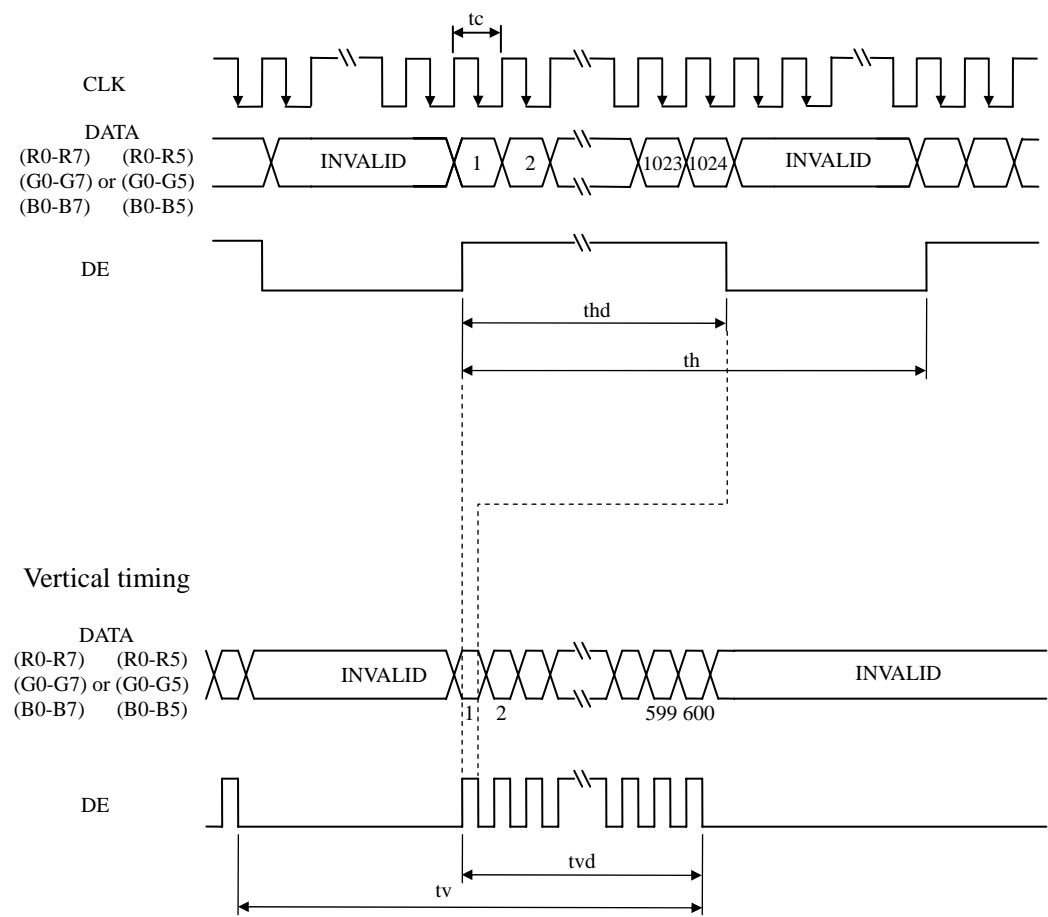 tc
CLK
DATA
(R0-R7) (R0-R5)
(G0-G7) or (G0-G5)
(B0-B7) (B0-B5)
INVALID 1 2 1023 1024 INVALID
DE
thd
th
Vertical timing
DATA
(R0-R7) (R0-R5)
(G0-G7) or (G0-G5)
(B0-B7) (B0-B5)
INVALID INVALID
1 2 599 600
DE
tvd
tv